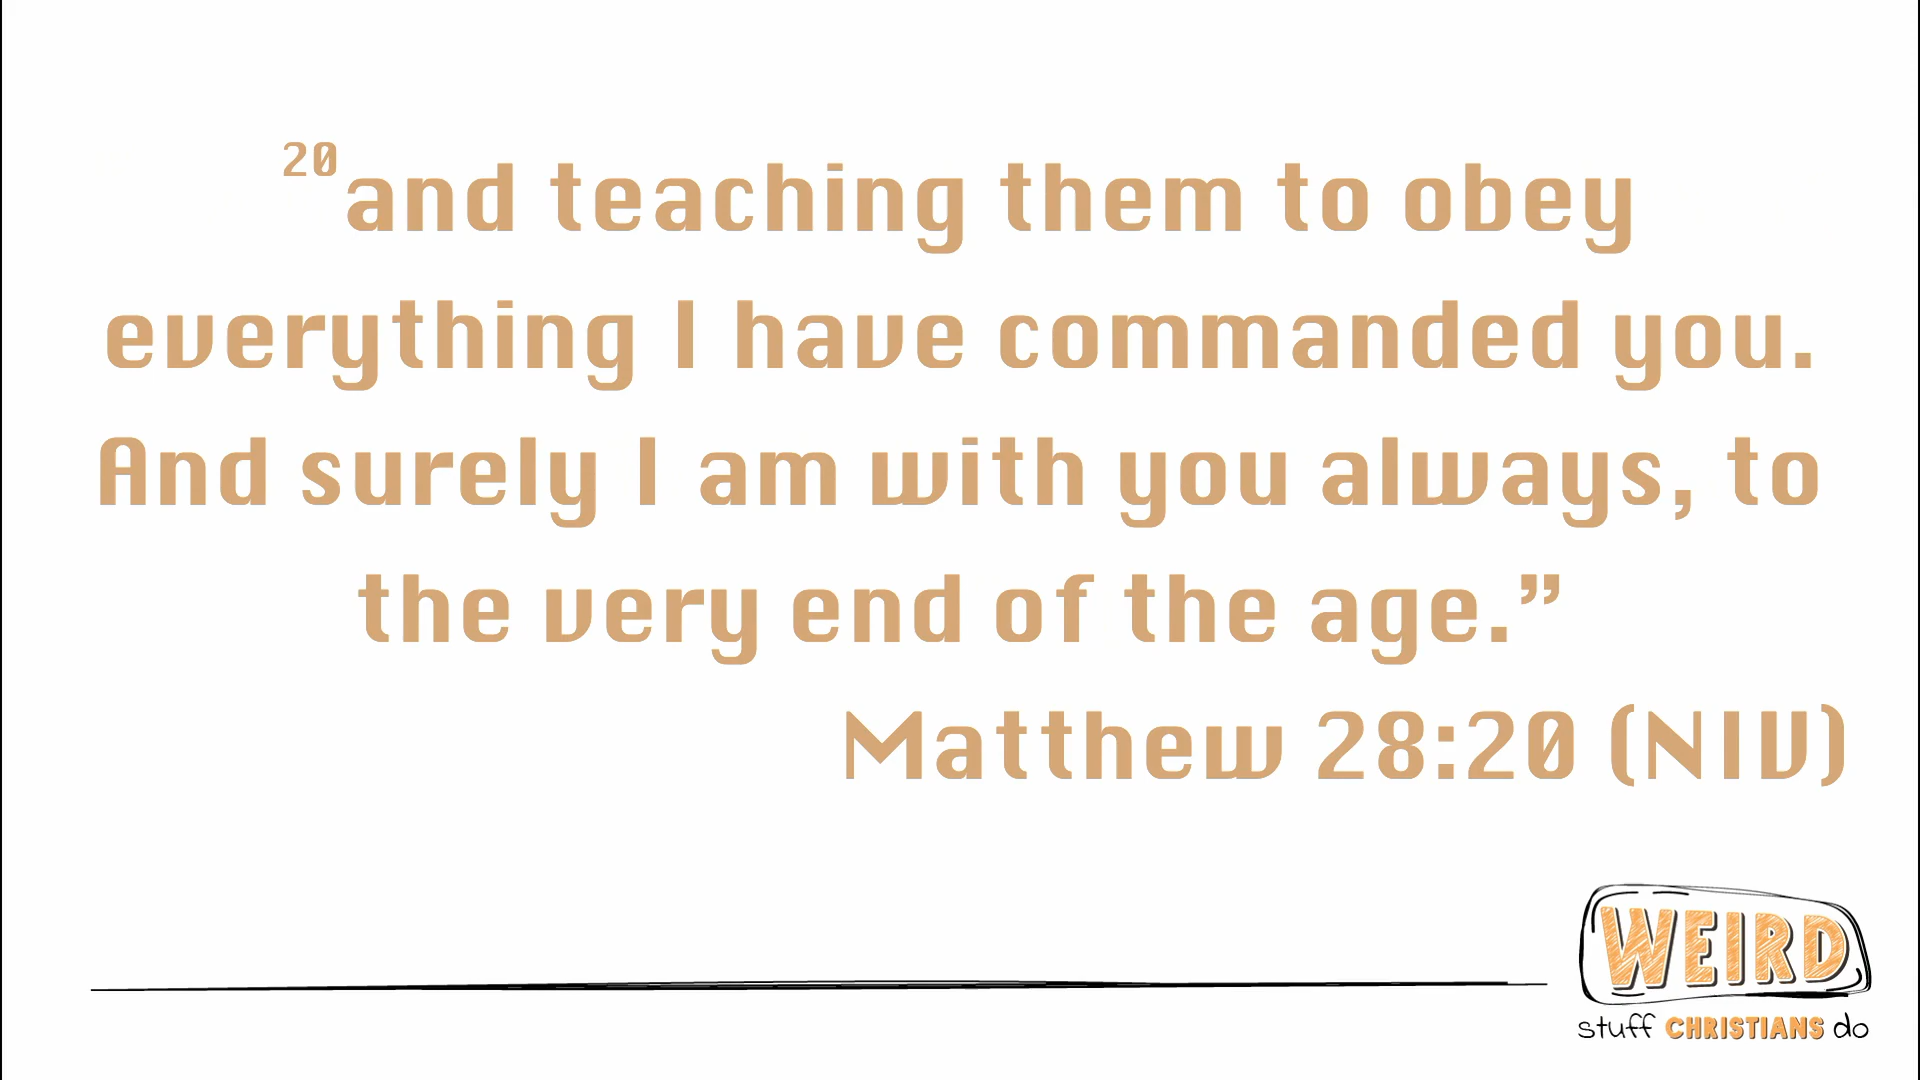 20and teaching them to obey
everything I have commanded you.
And surely I am with you always, to
the very end of the age.”
Matthew 28:20 (NIV)
WEIRD
stuff CHRISTIANS do